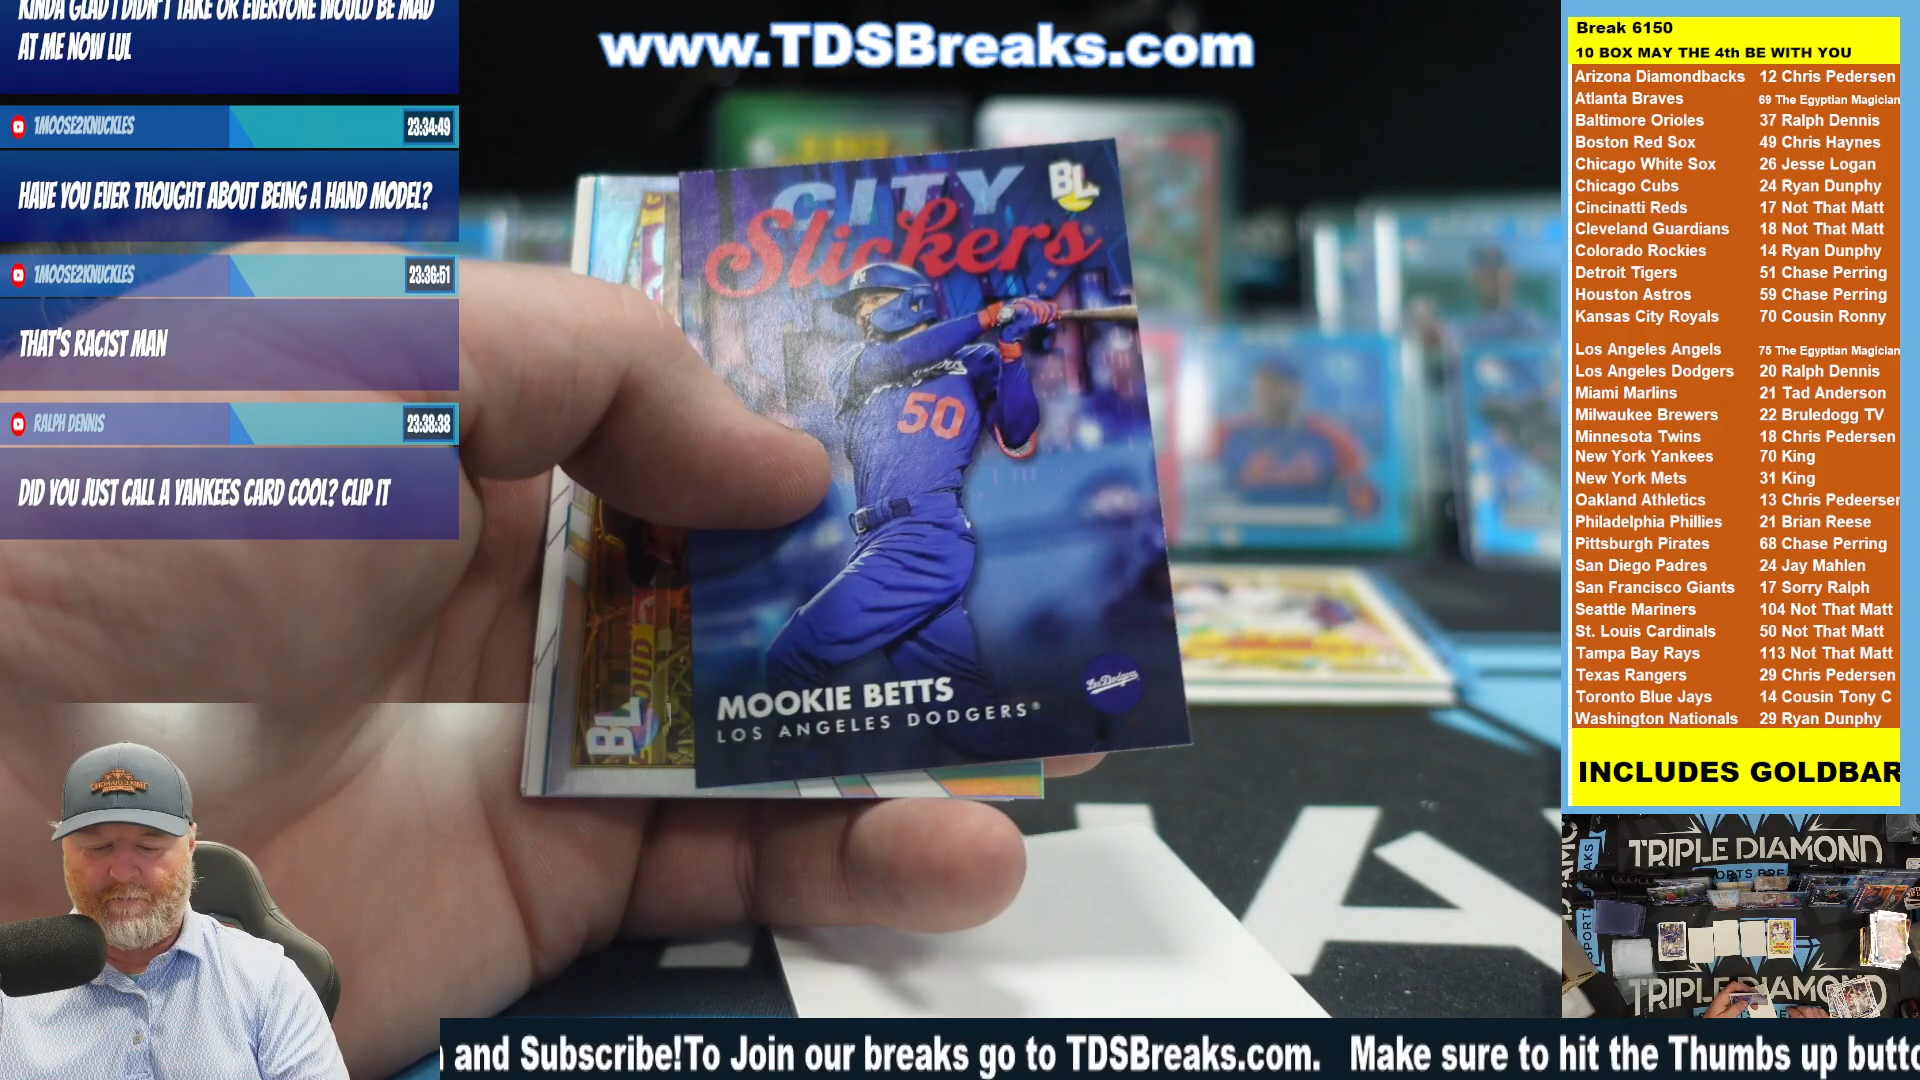 KINDA GLAD I DIDN'T TAKE OR EVERYONE WOULD BE MAD
AT ME NOW LUL
1MOOSE2KNUCKLES
23:34:49
HAVE YOU EVER THOUGHT ABOUT BEING A HAND MODEL?
1MOOSE2KNUCKLES
23:36:51
THAT'S RACIST MAN
RALPH DENNIS
23:38:38
DID YOU JUST CALL A YANKEES CARD COOL? CLIP IT
www.TDSBreaks.com
CITY
Slickers
BL
50
MOOKIE BETTS
LOS ANGELES DODGERS®
Los Dodgers
BL
Mets
Break 6150
10 BOX MAY THE 4th BE WITH YOU
Arizona Diamondbacks 12 Chris Pedersen
Atlanta Braves 69 The Egyptian Magician
Baltimore Orioles 37 Ralph Dennis
Boston Red Sox 49 Chris Haynes
Chicago White Sox 26 Jesse Logan
Chicago Cubs 24 Ryan Dunphy
Cincinatti Reds 17 Not That Matt
Cleveland Guardians 18 Not That Matt
Colorado Rockies 14 Ryan Dunphy
Detroit Tigers 51 Chase Perring
Houston Astros 59 Chase Perring
Kansas City Royals 70 Cousin Ronny
Los Angeles Angels 75 The Egyptian Magician
Los Angeles Dodgers 20 Ralph Dennis
Miami Marlins 21 Tad Anderson
Milwaukee Brewers 22 Bruledogg TV
Minnesota Twins 18 Chris Pedersen
New York Yankees 70 King
New York Mets 31 King
Oakland Athletics 13 Chris Pedeersen
Philadelphia Phillies 21 Brian Reese
Pittsburgh Pirates 68 Chase Perring
San Diego Padres 24 Jay Mahlen
San Francisco Giants 17 Sorry Ralph
Seattle Mariners 104 Not That Matt
St. Louis Cardinals 50 Not That Matt
Tampa Bay Rays 113 Not That Matt
Texas Rangers 29 Chris Pedersen
Toronto Blue Jays 14 Cousin Tony C
Washington Nationals 29 Ryan Dunphy
INCLUDES GOLDBAR
TRIPLE DIAMOND
SPORTS
TRIPLE DIAMOND
and Subscribe!To Join our breaks go to TDSBreaks.com. Make sure to hit the Thumbs up butto